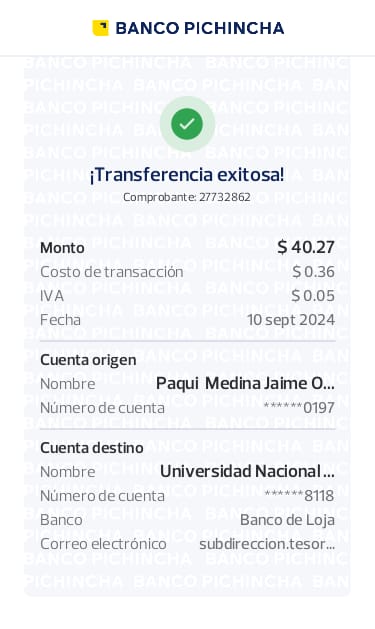 BANCO PICHINCHA
¡Transferencia exitosa!
Comprobante: 27732862
Monto $ 40.27
Costo de transacción $ 0.36
IVA $ 0.05
Fecha 10 sept 2024
Cuenta origen
Nombre Paqui Medina Jaime O...
Número de cuenta ******0197
Cuenta destino
Nombre Universidad Nacional...
Número de cuenta ******8118
Banco Banco de Loja
Correo electrónico subdireccion.tesor...